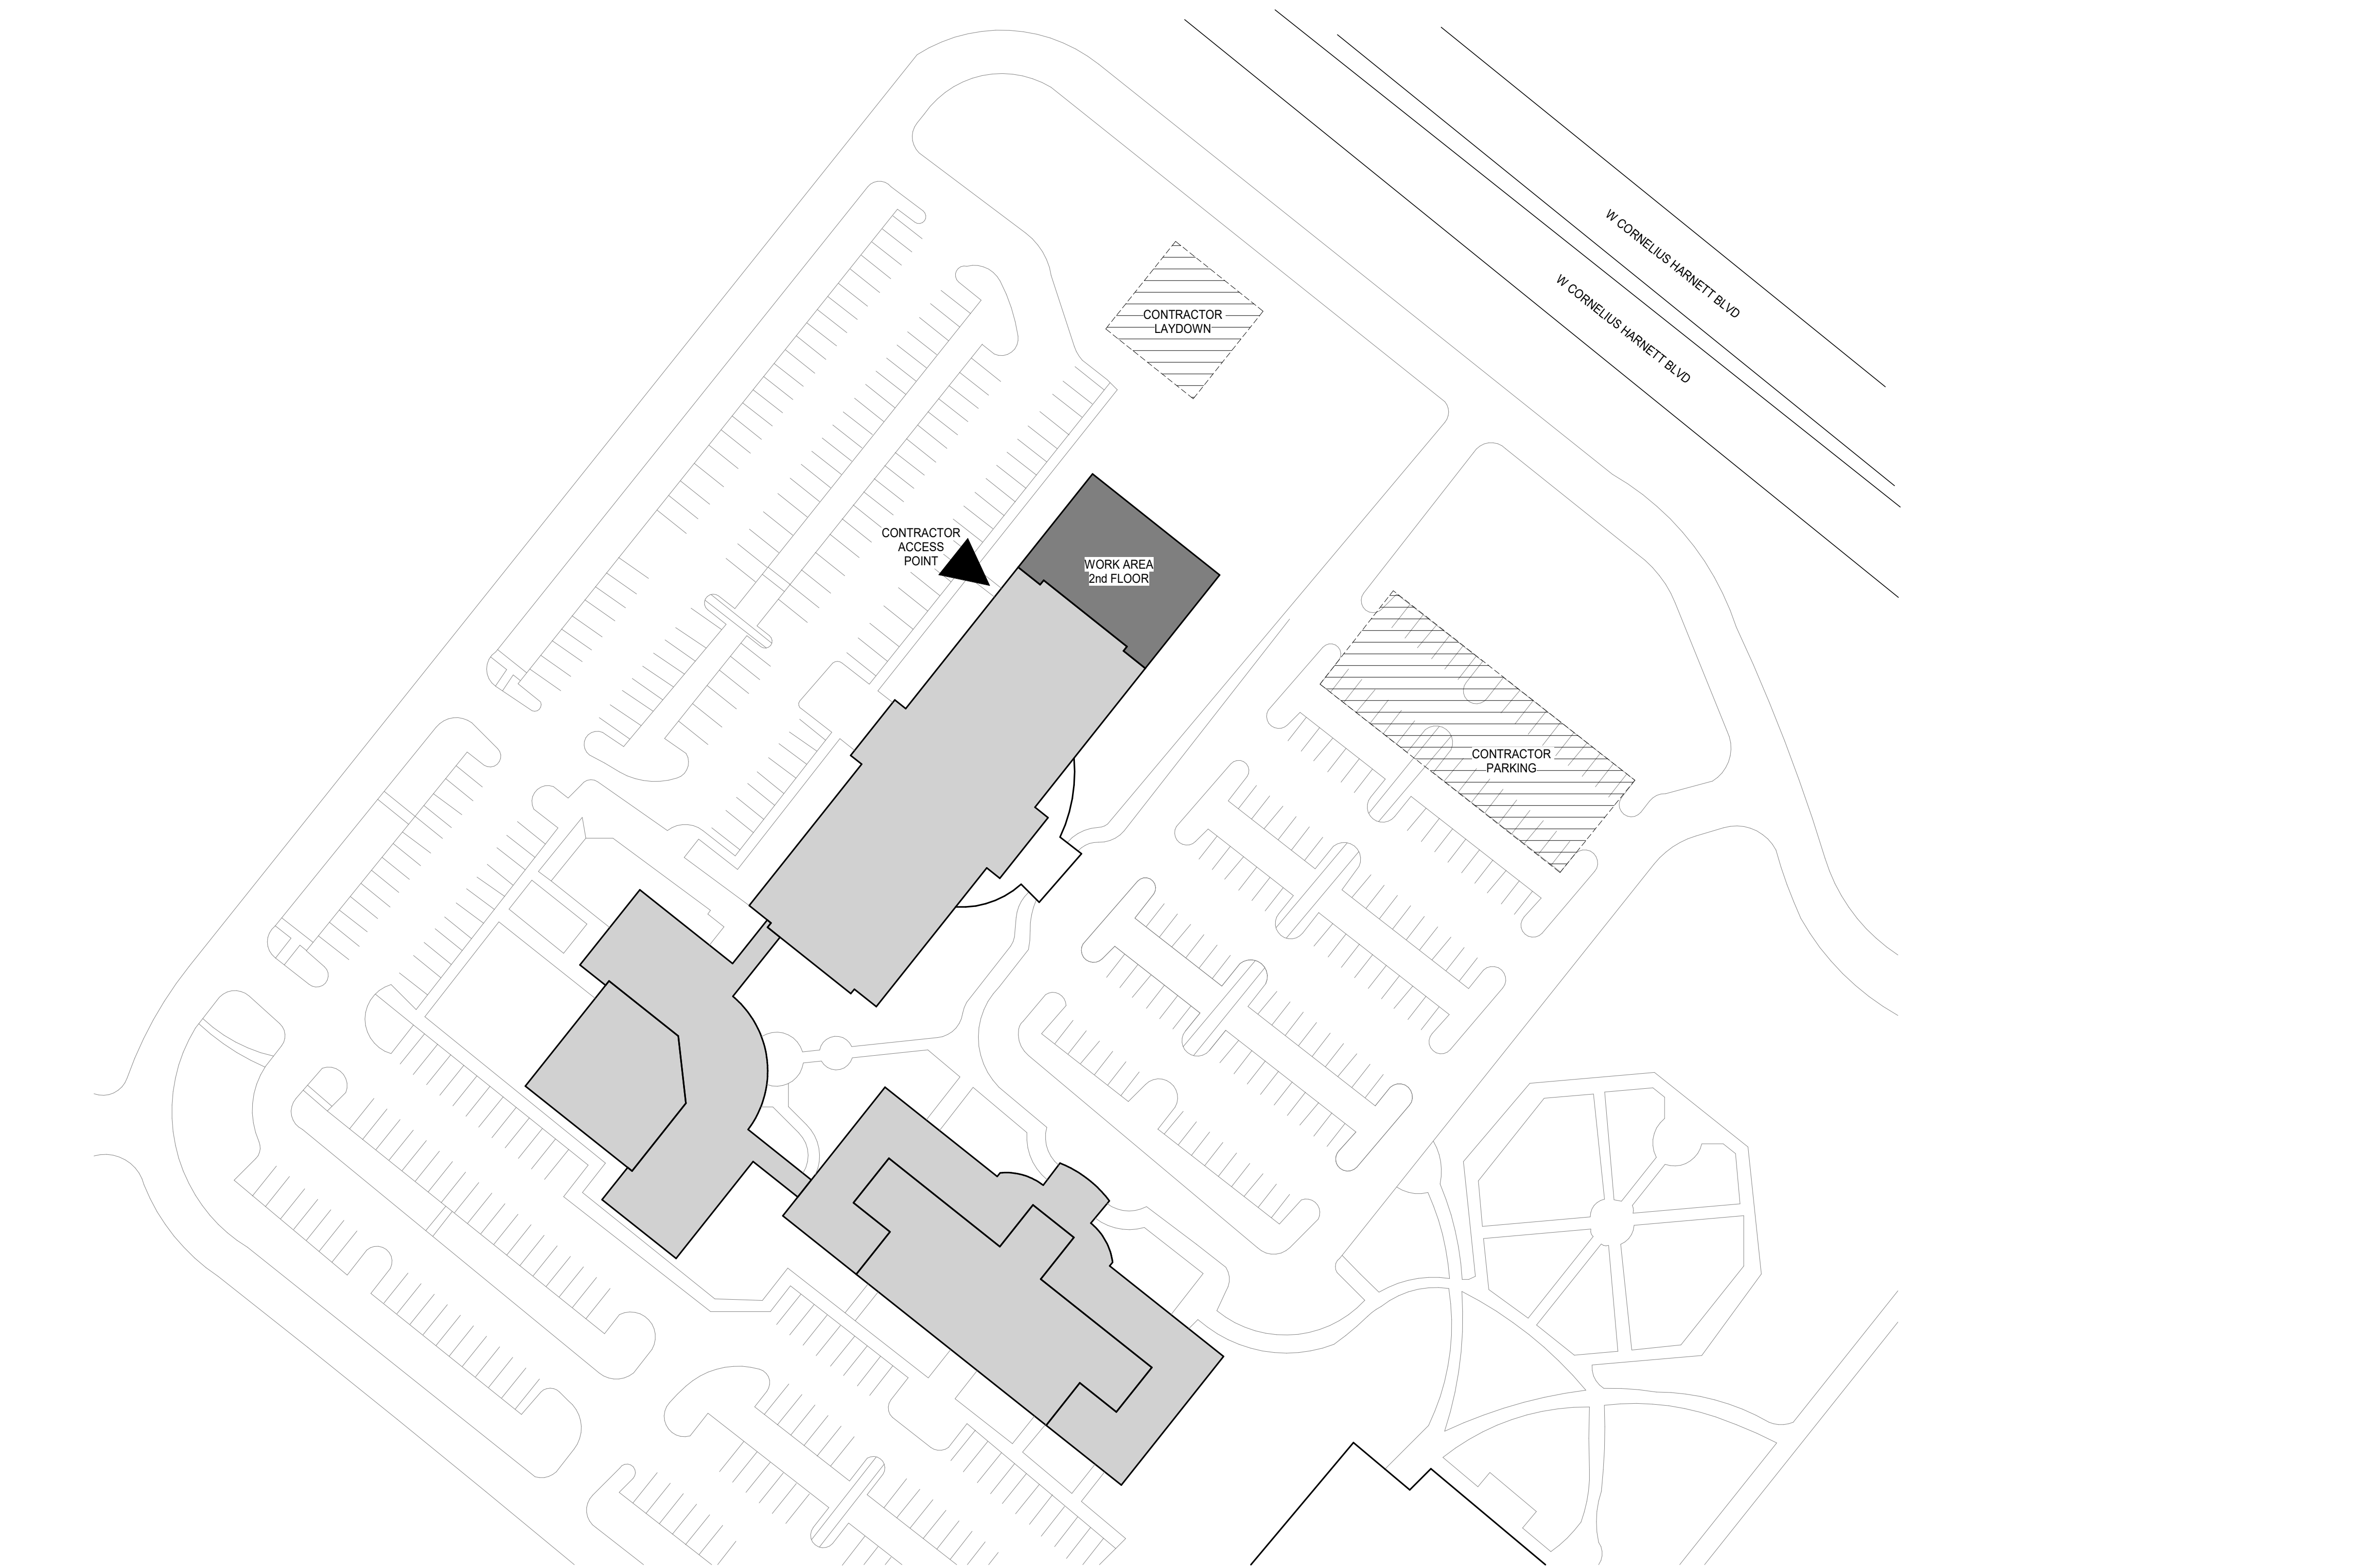 W CORNELIUS HARNETT BLVD
W CORNELIUS HARNETT BLVD
CONTRACTOR
LAYDOWN
CONTRACTOR
ACCESS
POINT
WORK AREA
2nd FLOOR
CONTRACTOR
PARKING